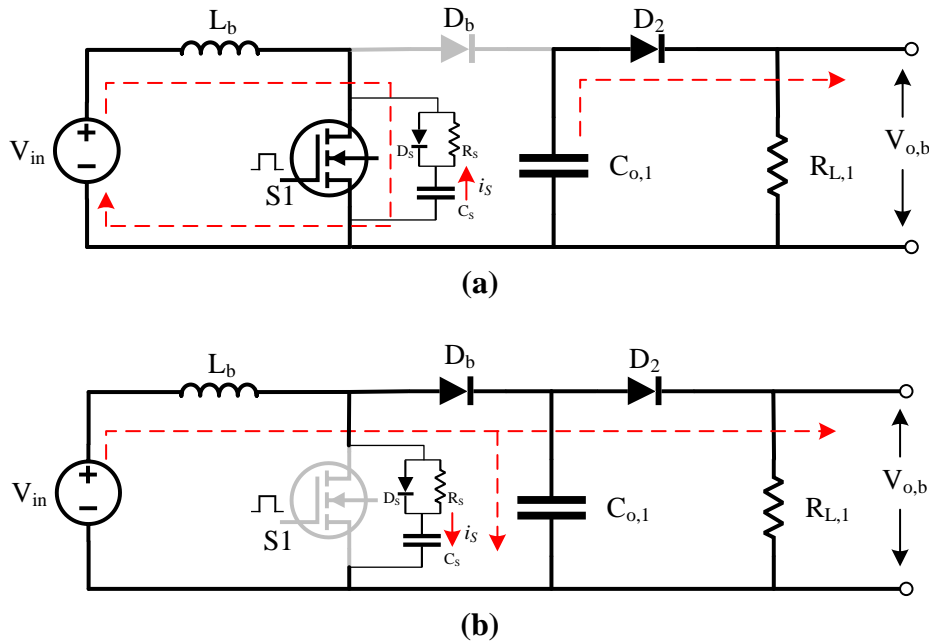 L_b
D_b
D_2
V_in
+
−
S1
D_S
R_S
C_S
i_S
C_o,1
R_L,1
V_o,b
(a)
L_b
D_b
D_2
V_in
+
−
S1
D_S
R_S
C_S
i_S
C_o,1
R_L,1
V_o,b
(b)